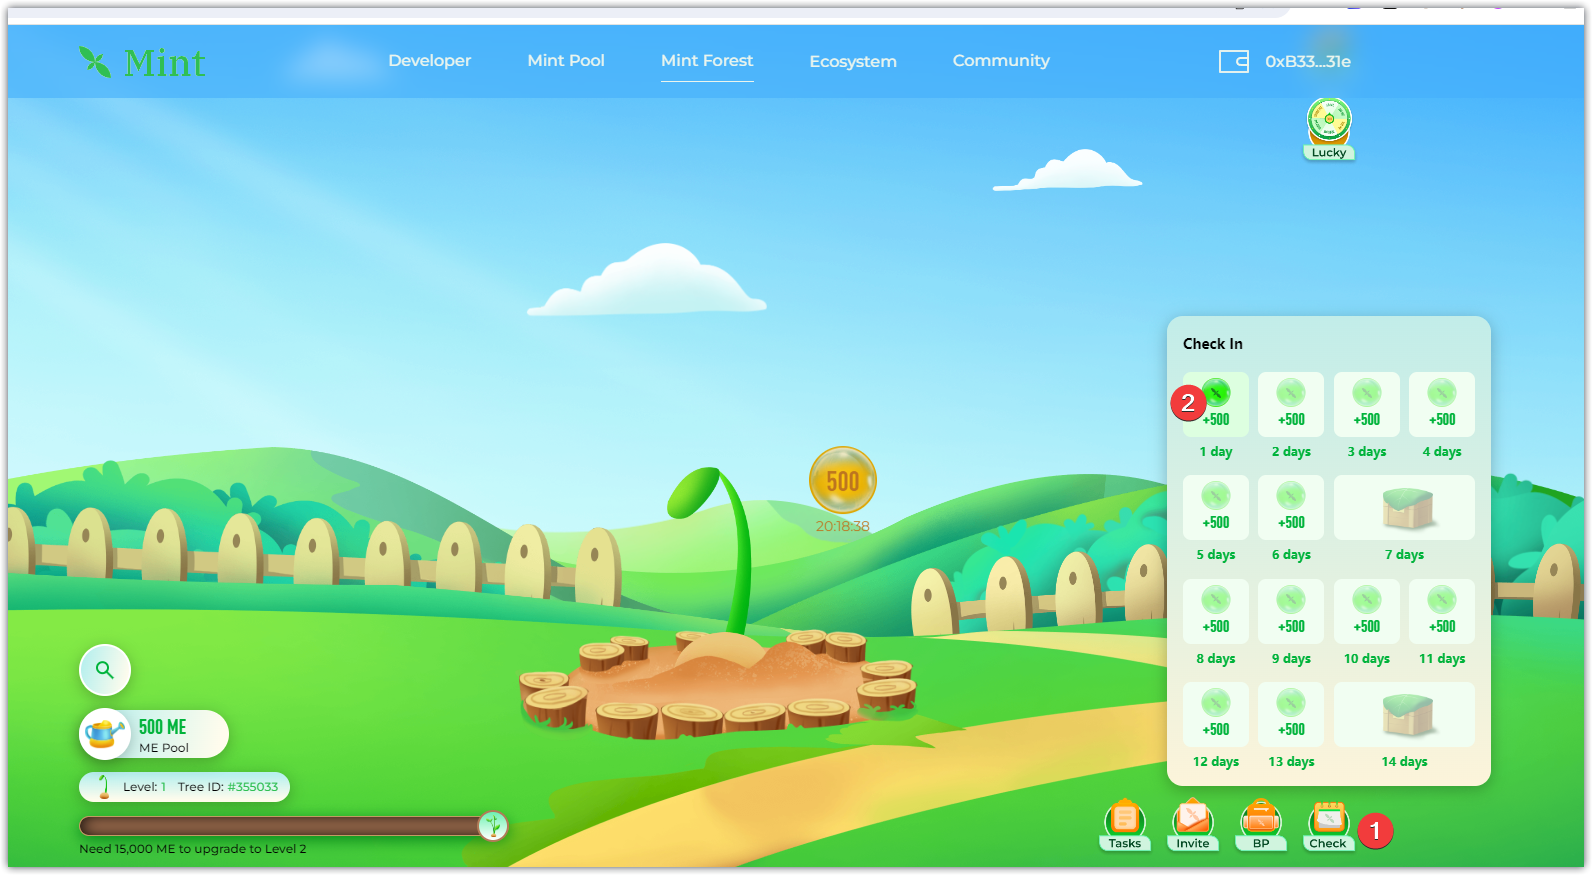 Mint
Developer
Mint Pool
Mint Forest
Ecosystem
Community
0xB33...31e
Lucky
Check In
2
+500
+500
+500
+500
1 day
2 days
3 days
4 days
500
20:18:38
+500
+500
5 days
6 days
7 days
+500
+500
+500
+500
8 days
9 days
10 days
11 days
+500
+500
12 days
13 days
14 days
500 ME
ME Pool
Level: 1 Tree ID: #355033
Need 15,000 ME to upgrade to Level 2
Tasks
Invite
BP
Check
1